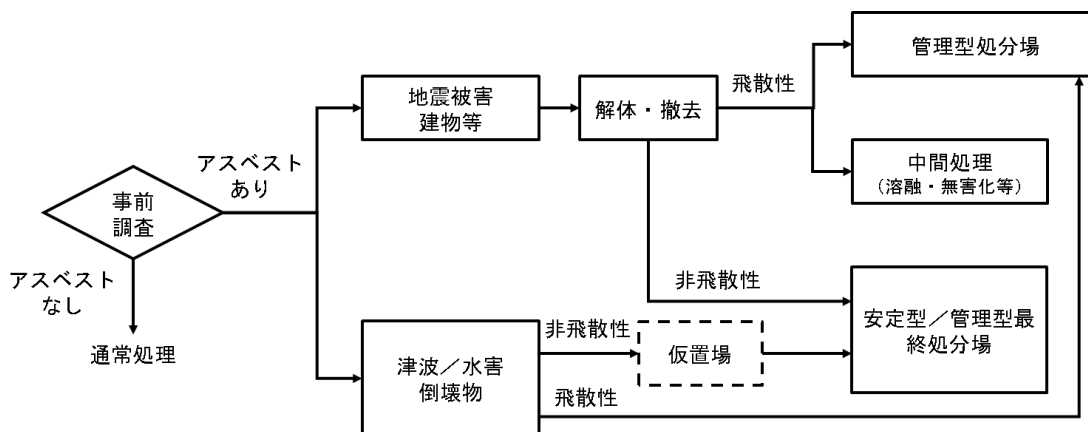 管理型処分場
地震被害
建物等
解体・撤去
飛散性
アスベスト
あり
中間処理
（溶融・無害化等）
事前
調査
アスベスト
なし
非飛散性
通常処理
津波／水害
倒壊物
非飛散性
仮置場
安定型／管理型最
終処分場
飛散性